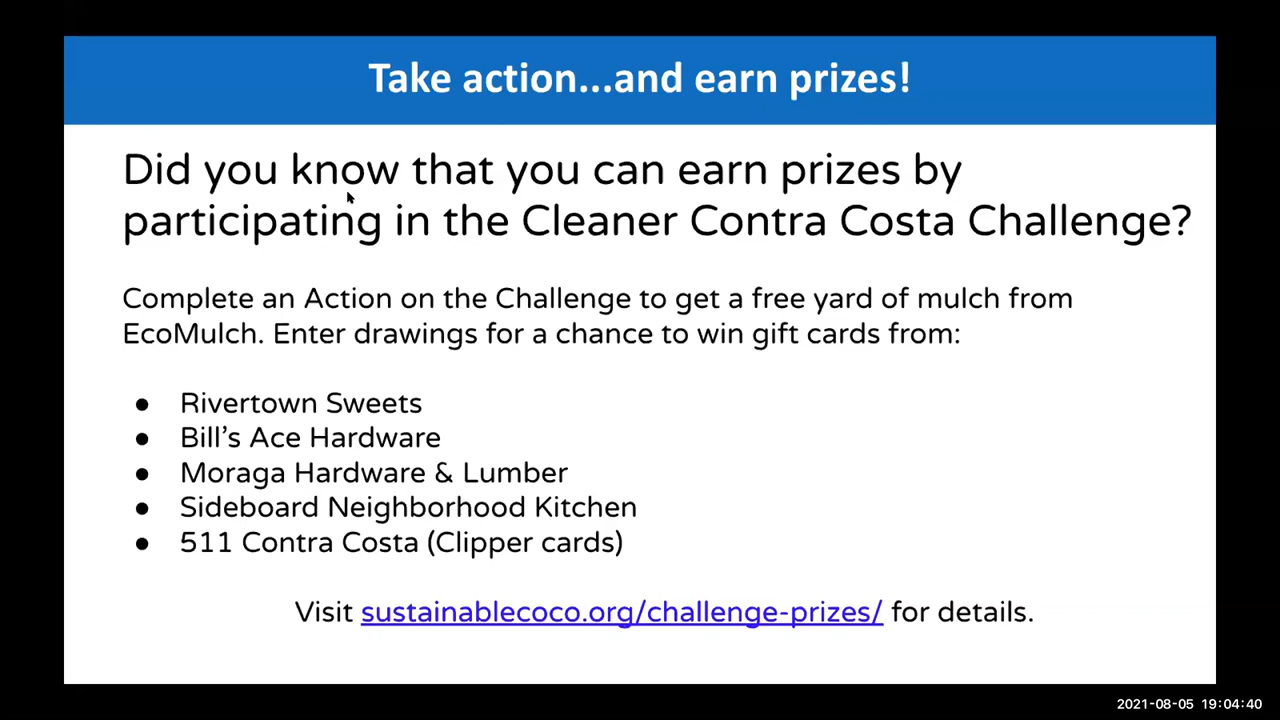 Take action...and earn prizes!
Did you know that you can earn prizes by
participating in the Cleaner Contra Costa Challenge?
Complete an Action on the Challenge to get a free yard of mulch from
EcoMulch. Enter drawings for a chance to win gift cards from:
● Rivertown Sweets
● Bill’s Ace Hardware
● Moraga Hardware & Lumber
● Sideboard Neighborhood Kitchen
● 511 Contra Costa (Clipper cards)
Visit sustainablecoco.org/challenge-prizes/ for details.
2021-08-05 19:04:40